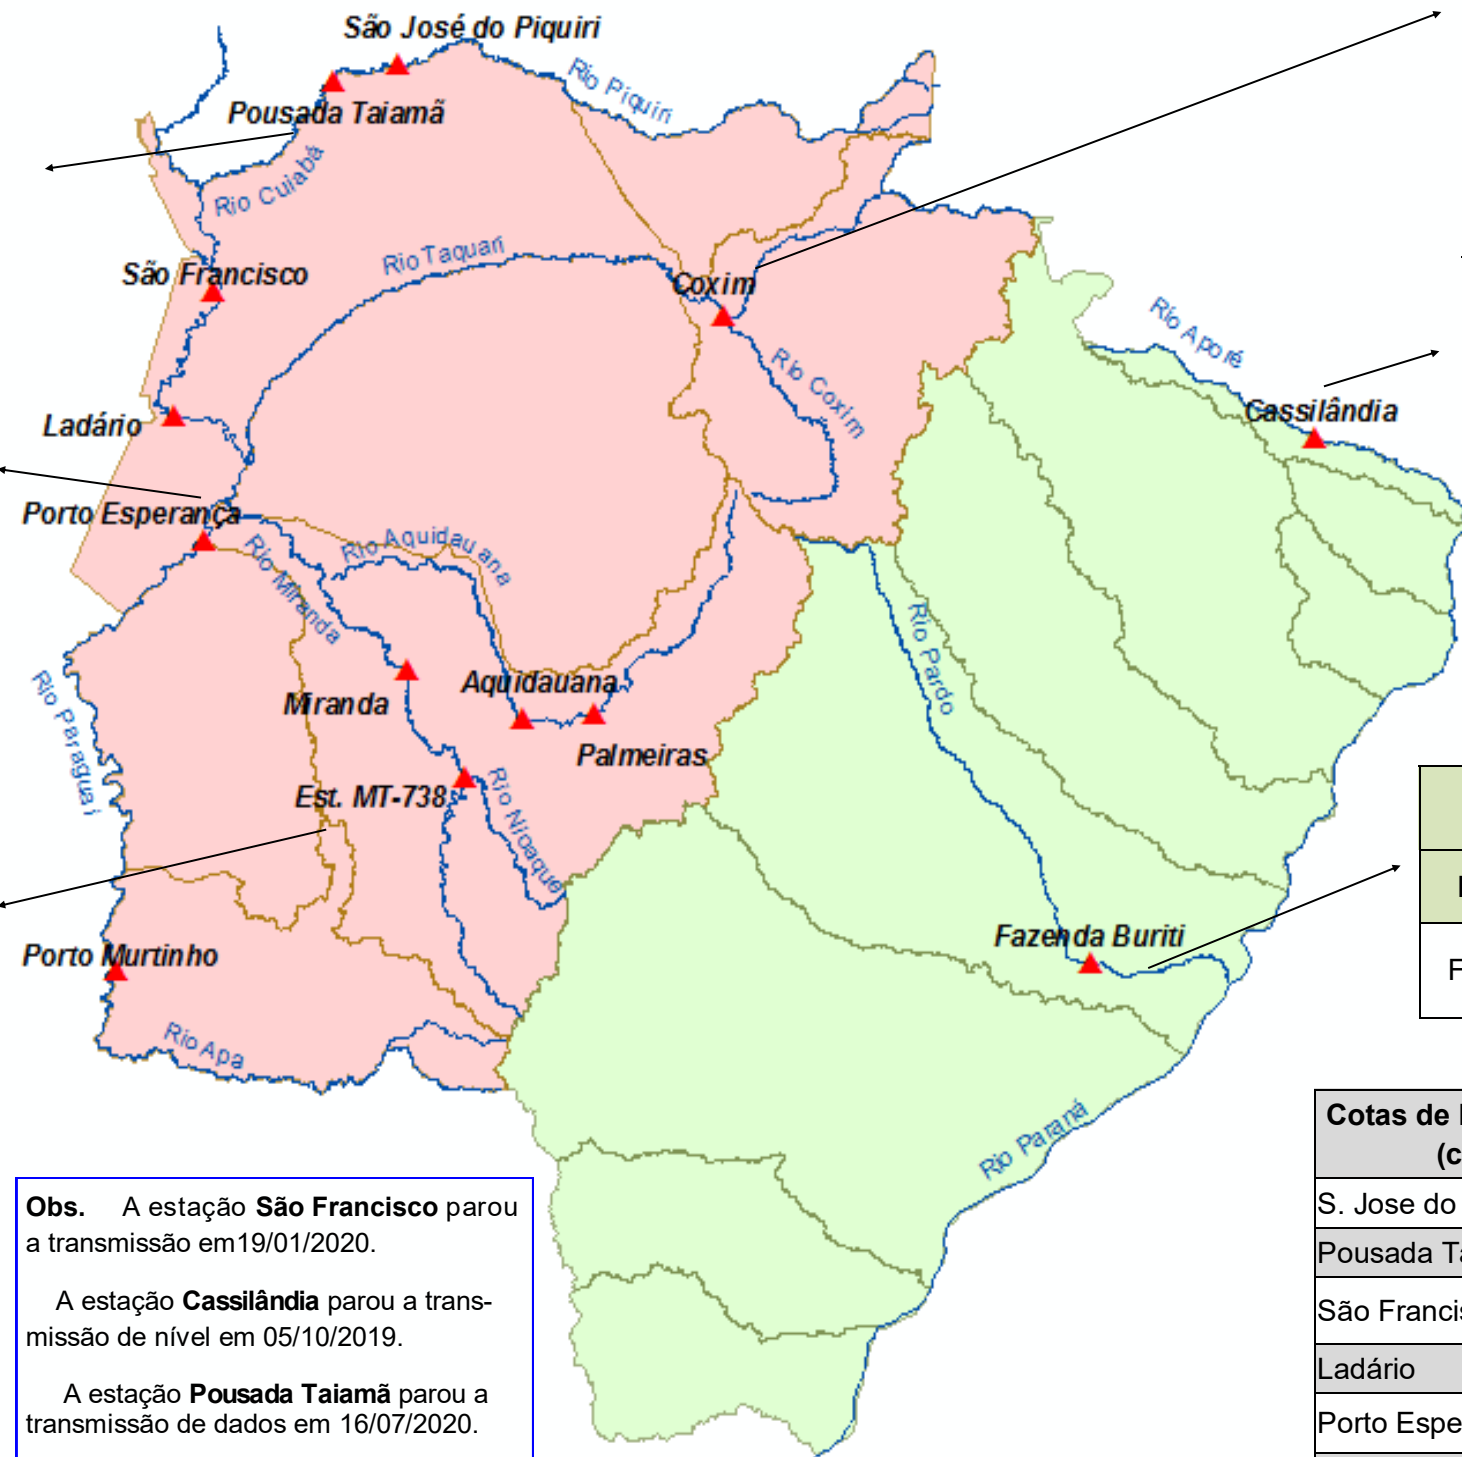 São José do Piquiri
Rio Piquiri
Pousada Taiamã
Rio Cuiabá
Rio Taquari
São Francisco
Coxim
Rio Aporé
Rio Coxim
Cassilândia
Ladário
Porto Esperança
Rio Aquidauana
Rio Miranda
Rio Pardo
Rio Paraguai
Miranda
Aquidauana
Palmeiras
Est. MT-738
Rio Nioaque
Porto Murtinho
Fazenda Buriti
F
Rio Apa
Rio Paraná
Obs. A estação São Francisco parou
a transmissão em19/01/2020.
A estação Cassilândia parou a trans-
missão de nível em 05/10/2019.
A estação Pousada Taiamã parou a
transmissão de dados em 16/07/2020.
Cotas de
(c
S. Jose do
Pousada Ta
São Francis
Ladário
Porto Espe